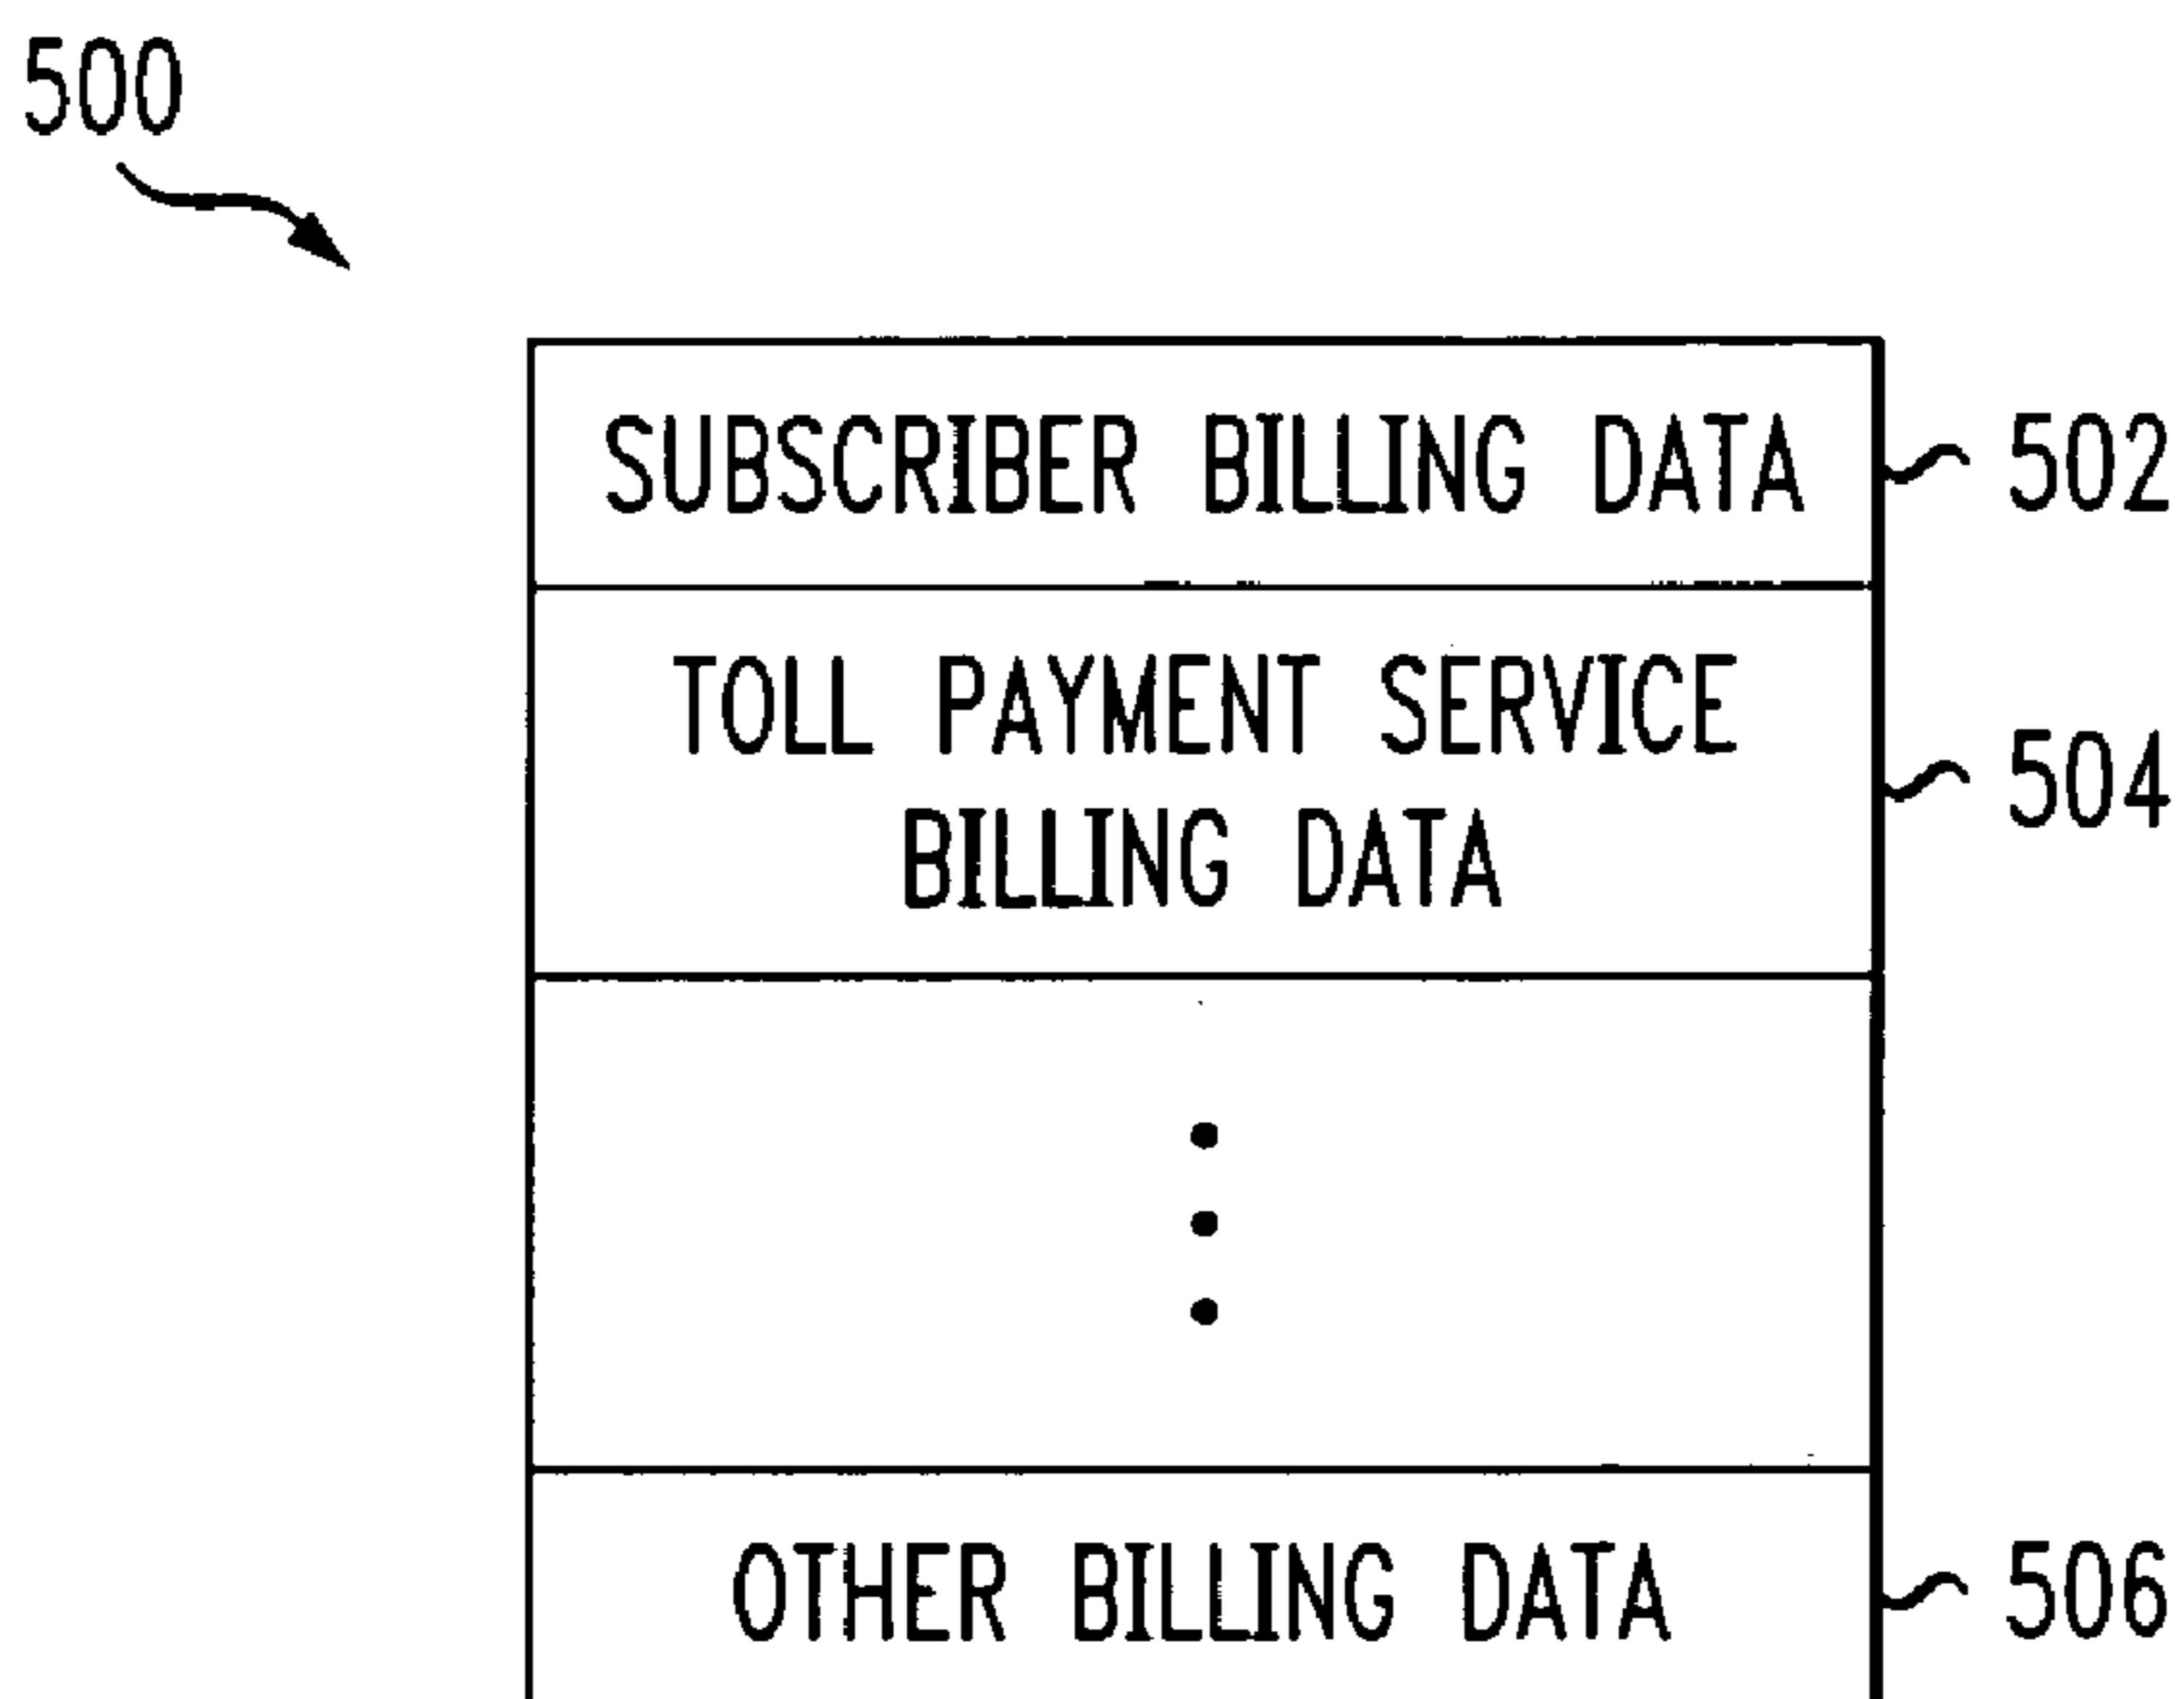 500
SUBSCRIBER BILLING DATA
502
TOLL PAYMENT SERVICE
BILLING DATA
504
OTHER BILLING DATA
506